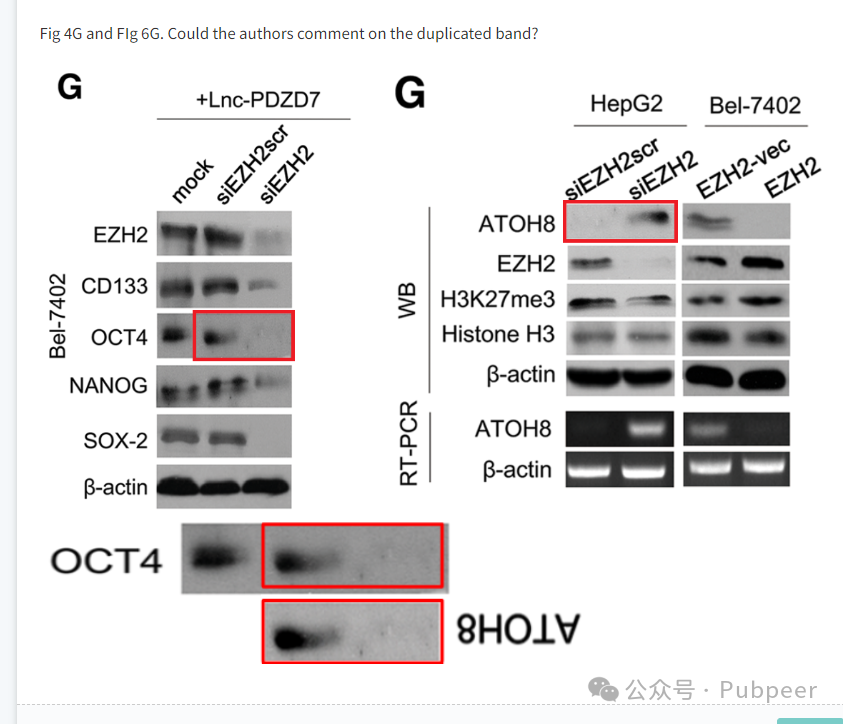 Fig 4G and FIg 6G. Could the authors comment on the duplicated band?
G
+Lnc-PDZD7
mock
siEZH2scr
siEZH2
Bel-7402
EZH2
CD133
OCT4
NANOG
SOX-2
β-actin
G
HepG2
Bel-7402
siEZH2scr
siEZH2
EZH2-vec
EZH2
WB
ATOH8
EZH2
H3K27me3
Histone H3
β-actin
RT-PCR
ATOH8
β-actin
OCT4
ATOH8
公众号 · Pubpeer